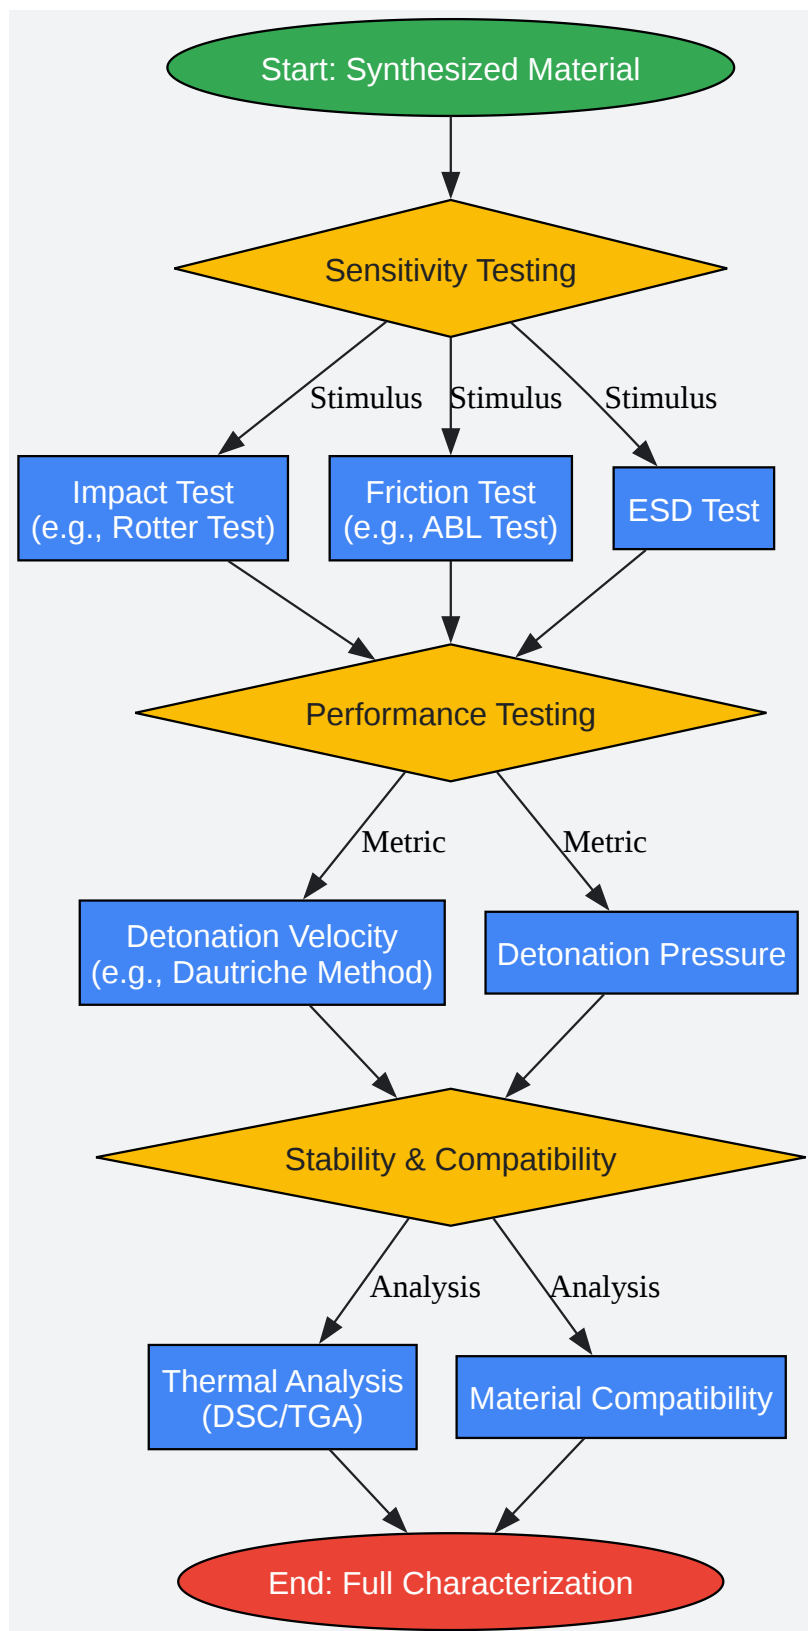 Start: Synthesized Material
Sensitivity Testing
Stimulus
Stimulus
Stimulus
Impact Test
(e.g., Rotter Test)
Friction Test
(e.g., ABL Test)
ESD Test
Performance Testing
Metric
Metric
Detonation Velocity
(e.g., Dautriche Method)
Detonation Pressure
Stability & Compatibility
Analysis
Analysis
Thermal Analysis
(DSC/TGA)
Material Compatibility
End: Full Characterization